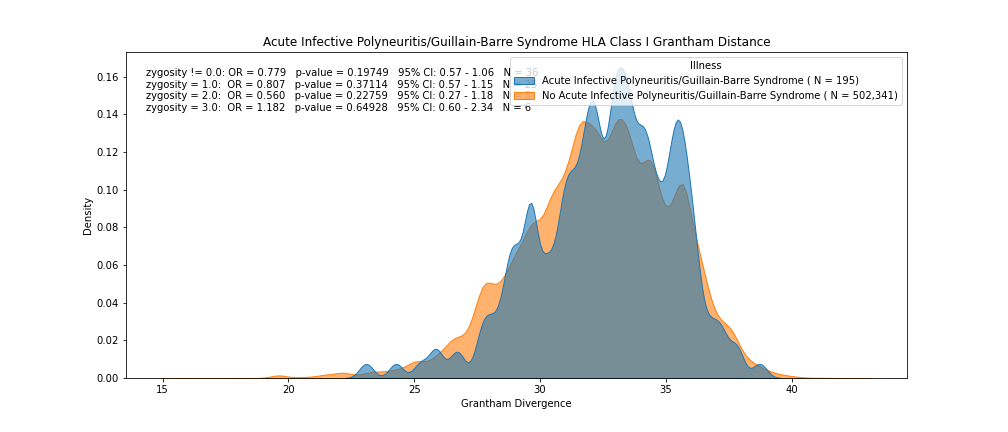 Acute Infective Polyneuritis/Guillain-Barre Syndrome HLA Class I Grantham Distance
zygosity != 0.0: OR = 0.779 p-value = 0.19749 95% CI: 0.57 - 1.06 N = 36
zygosity = 1.0: OR = 0.807 p-value = 0.37114 95% CI: 0.57 - 1.15 N =
zygosity = 2.0: OR = 0.560 p-value = 0.22759 95% CI: 0.27 - 1.18 N
zygosity = 3.0: OR = 1.182 p-value = 0.64928 95% CI: 0.60 - 2.34 N = 6
Illness
Acute Infective Polyneuritis/Guillain-Barre Syndrome ( N = 195)
No Acute Infective Polyneuritis/Guillain-Barre Syndrome ( N = 502,341)
Density
0.16
0.14
0.12
0.10
0.08
0.06
0.04
0.02
0.00
15 20 25 30 35 40
Grantham Divergence